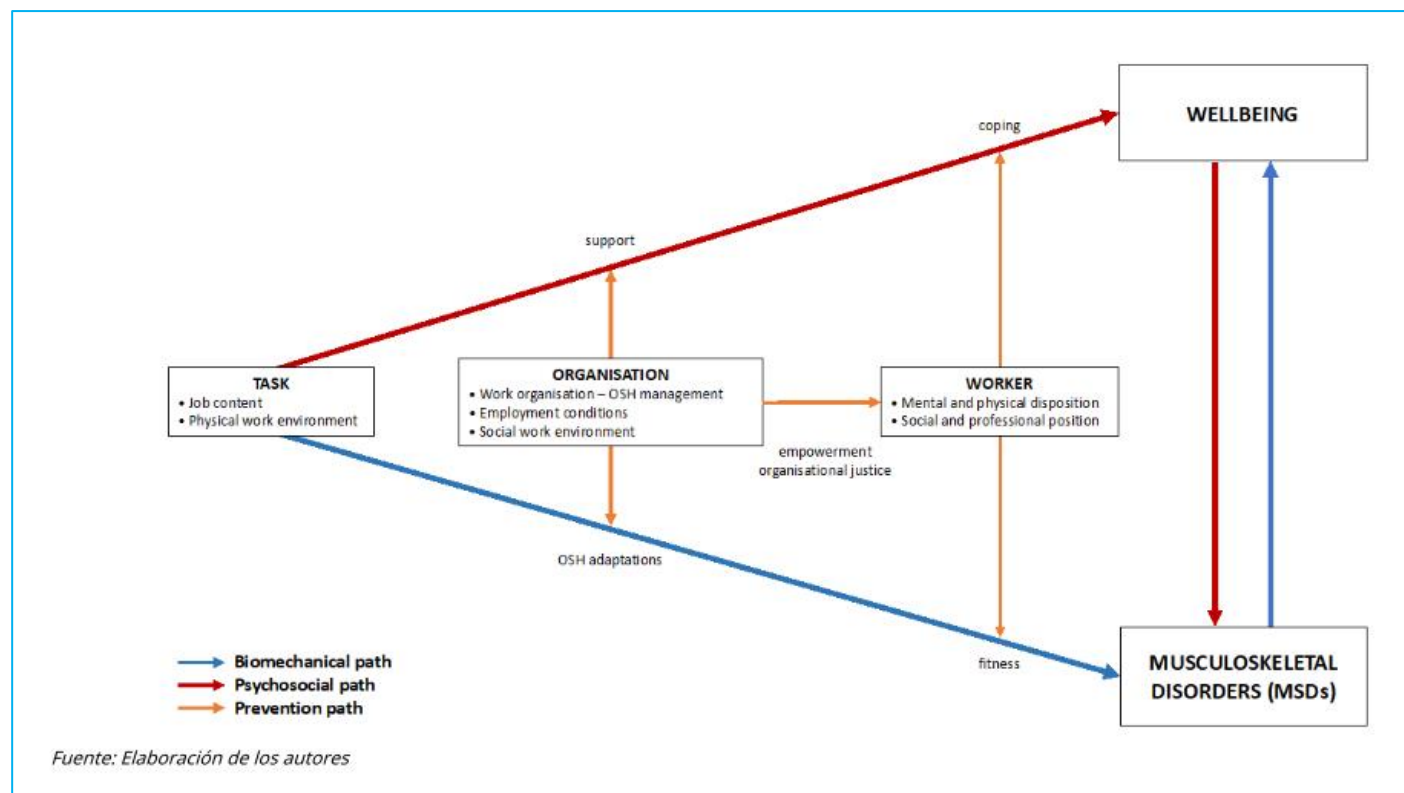 WELLBEING
coping
support
TASK
• Job content
• Physical work environment
ORGANISATION
• Work organisation – OSH management
• Employment conditions
• Social work environment
WORKER
• Mental and physical disposition
• Social and professional position
empowerment
organisational justice
OSH adaptations
fitness
MUSCULOSKELETAL
DISORDERS (MSDs)
Biomechanical path
Psychosocial path
Prevention path
Fuente: Elaboración de los autores